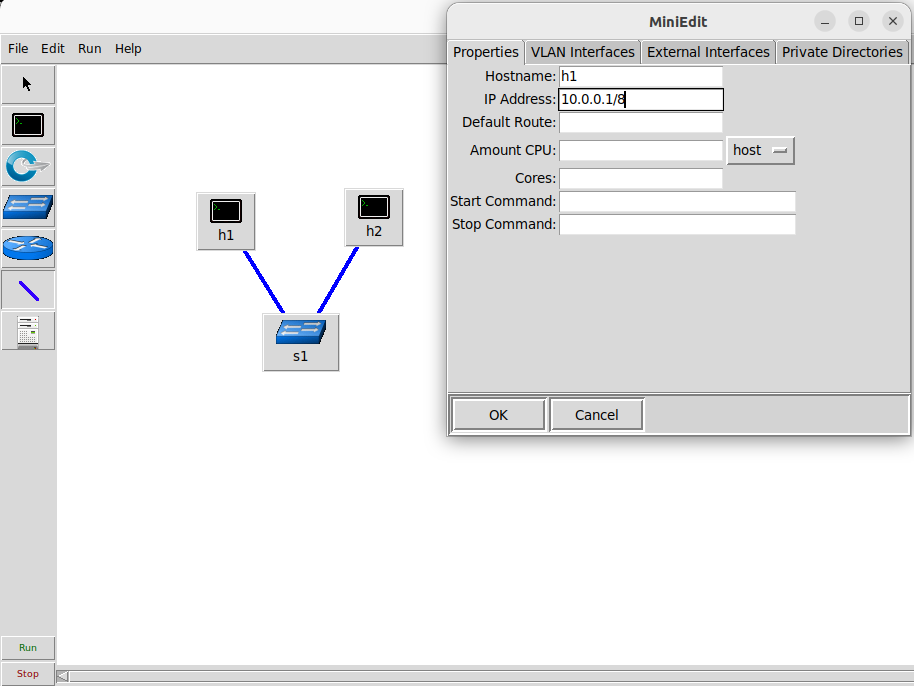 MiniEdit
File Edit Run Help
Properties VLAN Interfaces External Interfaces Private Directories
Hostname: h1
IP Address: 10.0.0.1/8
Default Route:
Amount CPU: host
Cores:
Start Command:
Stop Command:
h1
h2
s1
OK Cancel
Run
Stop